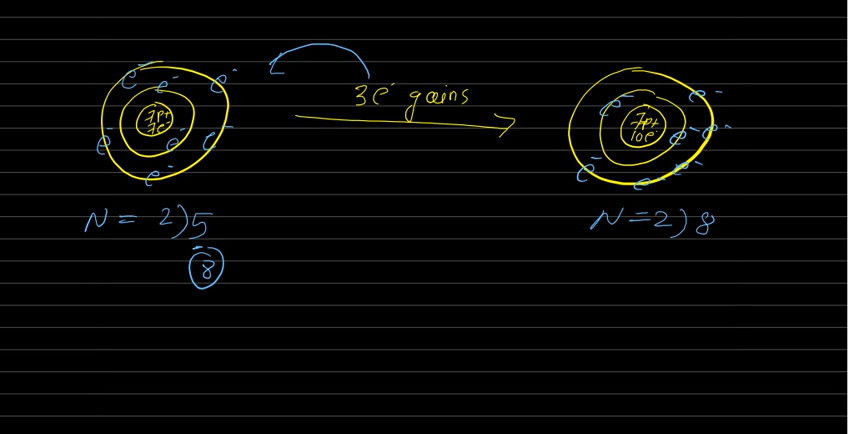 e⁻ e⁻ e⁻
7p+
7e⁻
e⁻ e⁻ e⁻
e⁻
3e⁻ gains
e⁻ e⁻
7p+
10e⁻
e⁻ e⁻
e⁻ e⁻ e⁻
N = 2) 5
8
N = 2) 8